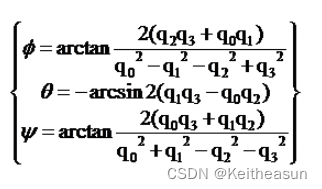 ϕ = arctan 2(q₂q₃ + q₀q₁) / (q₀² − q₁² − q₂² + q₃²)
θ = −arcsin 2(q₁q₃ − q₀q₂)
ψ = arctan 2(q₀q₃ + q₁q₂) / (q₀² + q₁² − q₂² − q₃²)
CSDN @Keitheasun